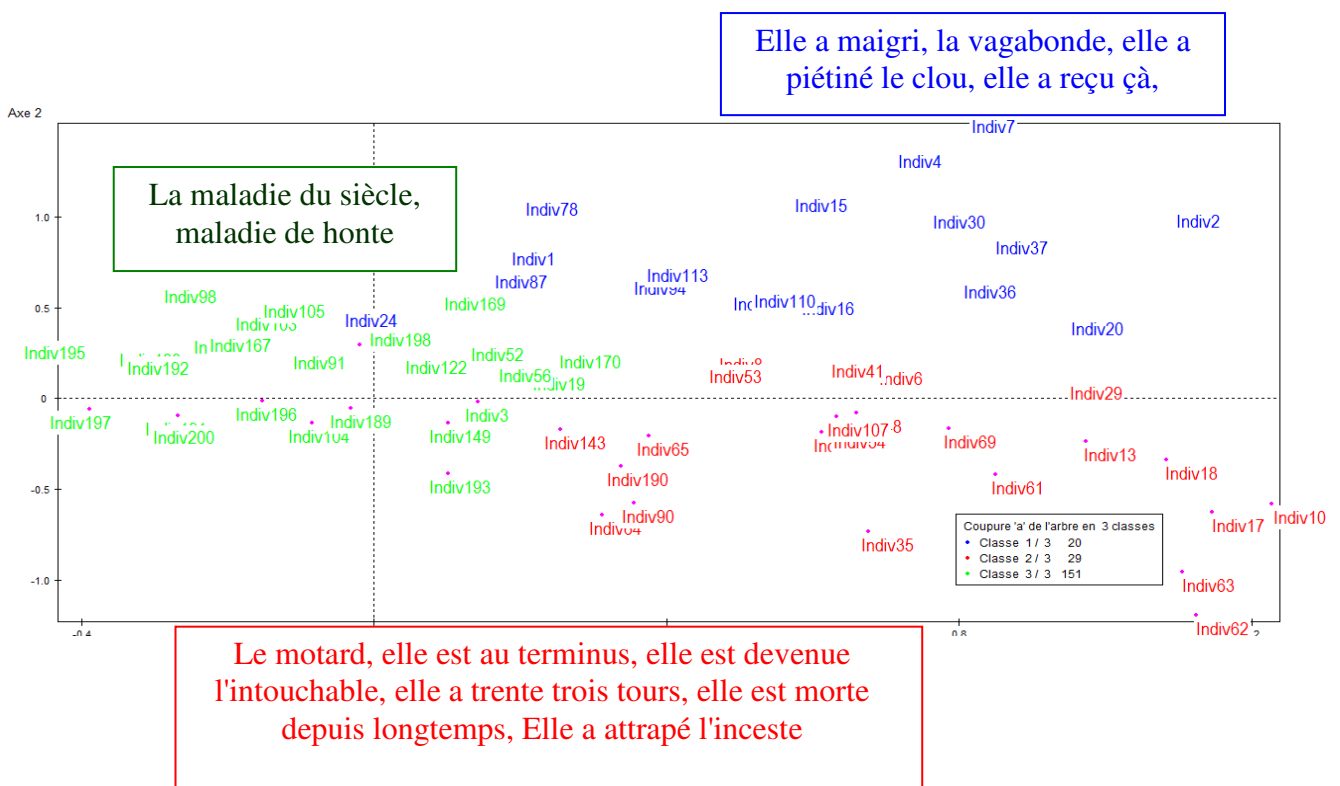 Elle a maigri, la vagabonde, elle a
piétiné le clou, elle a reçu çà,
Axe 2
Indiv7
Indiv4
La maladie du siècle,
maladie de honte
Indiv78
Indiv15
Indiv30
Indiv2
1.0
Indiv37
Indiv1
Indiv113
Indiv87
Indiv94
Indiv36
Indiv98
Indiv169
Indiv110
Indiv16
0.5
Indiv105
Indiv103
Indiv24
Indiv20
Indiv198
Indiv167
Indiv195
Indiv52
Indiv192
Indiv91
Indiv122
Indiv170
Indiv56
Indiv19
Indiv53
Indiv41
Indiv6
Indiv29
0
Indiv197
Indiv196
Indiv189
Indiv3
Indiv200
Indiv104
Indiv149
Indiv143
Indiv65
Indiv107
Indiv69
Indiv13
Indiv190
Indiv18
Indiv193
Indiv61
-0.5
Indiv90
Indiv17
Indiv10
Indiv35
Coupure 'a' de l'arbre en 3 classes
Classe 1 / 3 20
Classe 2 / 3 29
Classe 3 / 3 151
-1.0
Indiv63
Indiv62
-0.4
0.8
Le motard, elle est au terminus, elle est devenue
l'intouchable, elle a trente trois tours, elle est morte
depuis longtemps, Elle a attrapé l'inceste